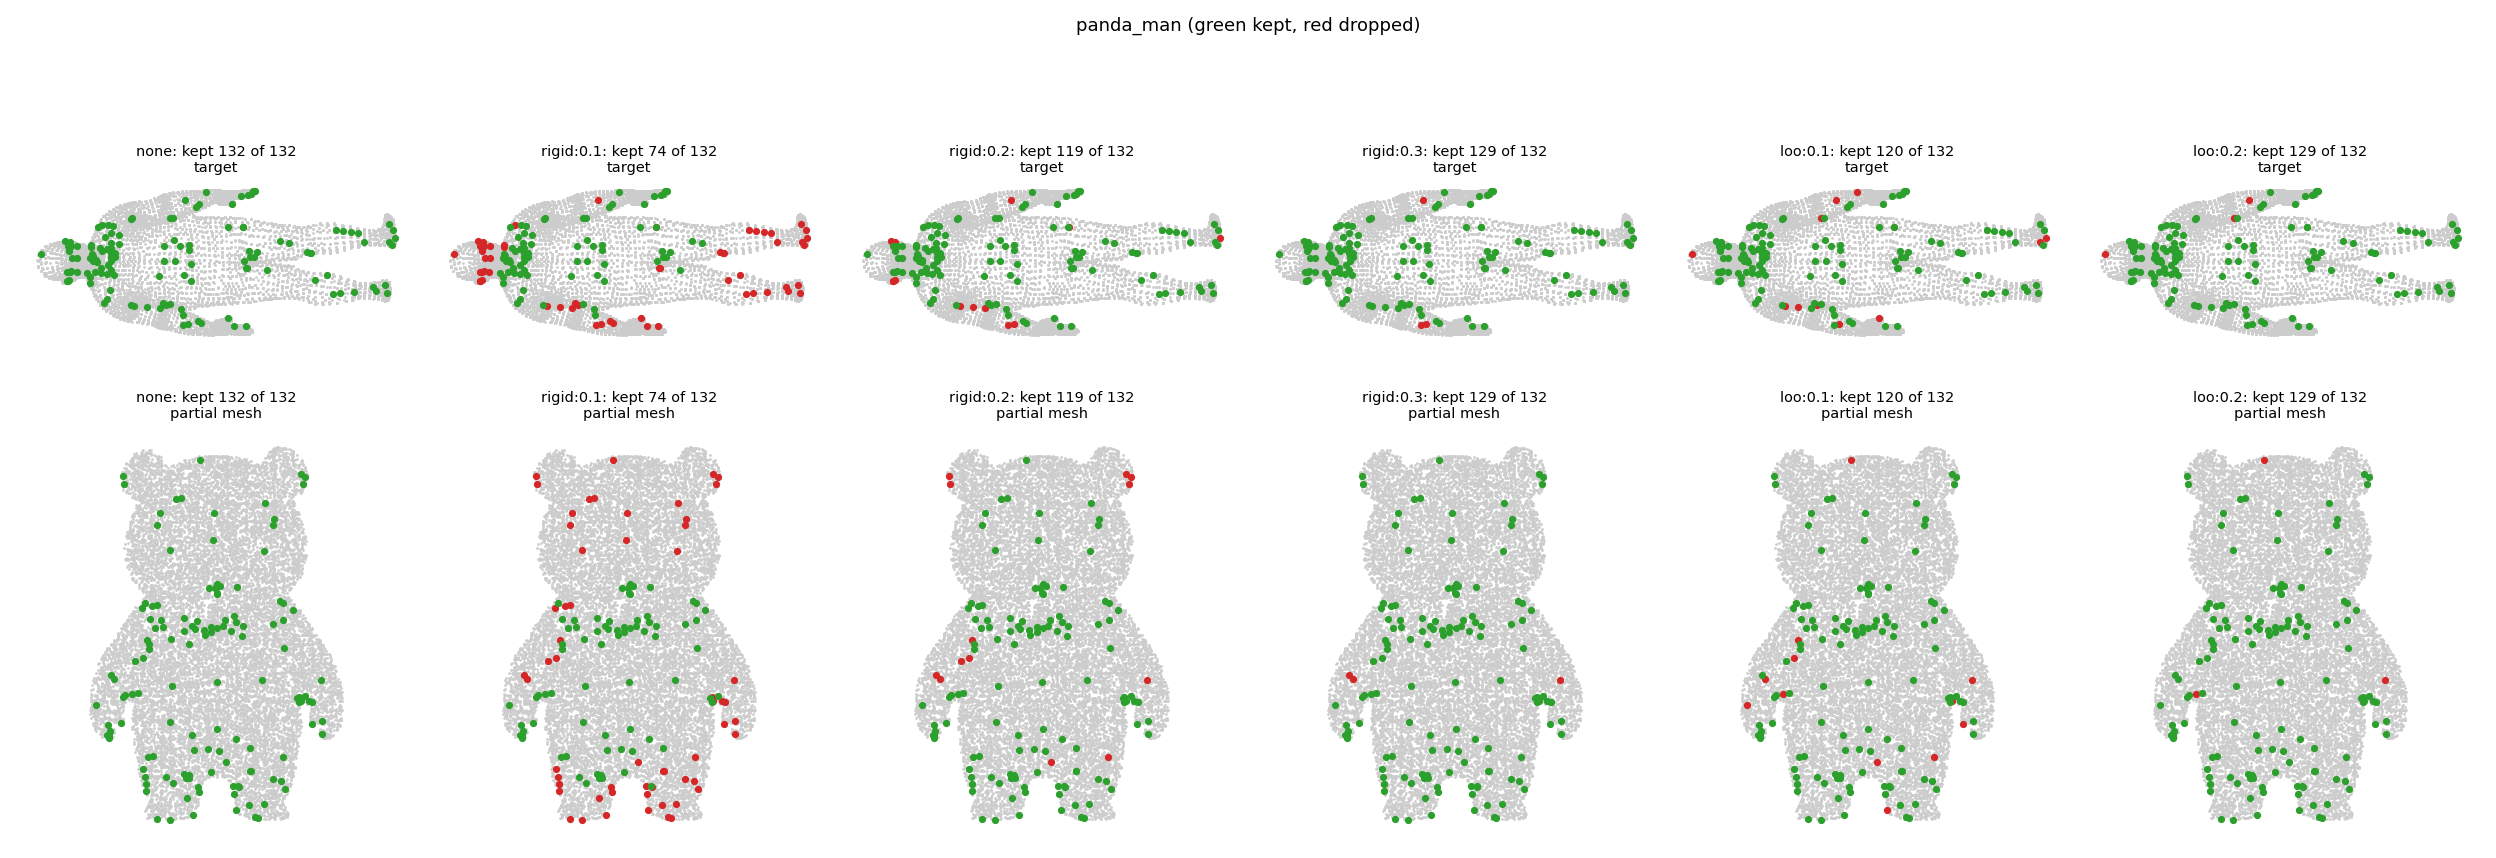 panda_man (green kept, red dropped)
none: kept 132 of 132
target
rigid:0.1: kept 74 of 132
target
rigid:0.2: kept 119 of 132
target
rigid:0.3: kept 129 of 132
target
loo:0.1: kept 120 of 132
target
loo:0.2: kept 129 of 132
target
none: kept 132 of 132
partial mesh
rigid:0.1: kept 74 of 132
partial mesh
rigid:0.2: kept 119 of 132
partial mesh
rigid:0.3: kept 129 of 132
partial mesh
loo:0.1: kept 120 of 132
partial mesh
loo:0.2: kept 129 of 132
partial mesh